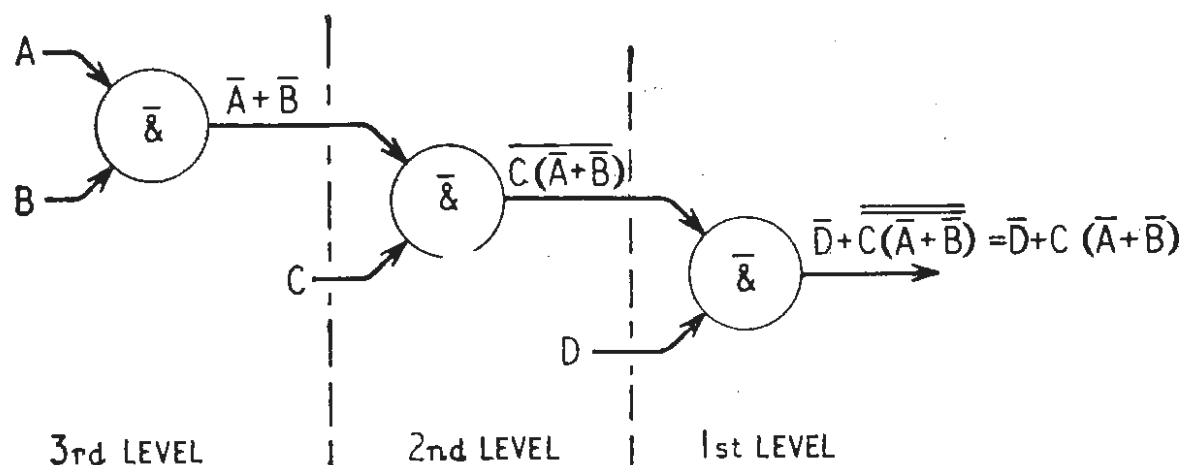 A
B
&̅
A̅ + B̅
C
&̅
C̅(̅A̅+̅B̅)̅
D
&̅
D̅+C̿(̿A̿+̿B̿)̿ =D̅+C (A̅+B̅)
3rd LEVEL
2nd LEVEL
1st LEVEL